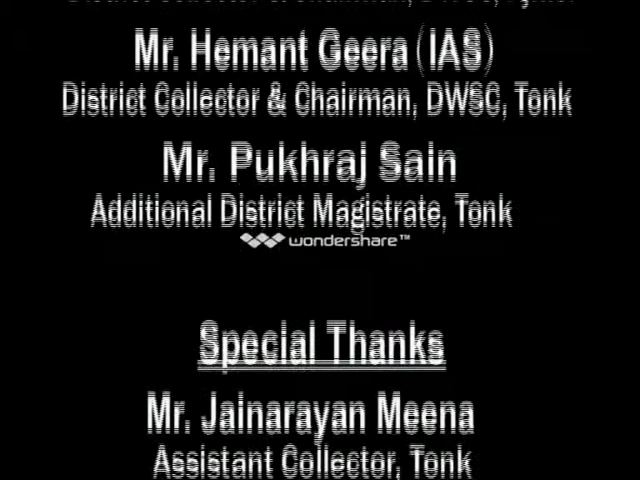 Mr. Hemant Geera (IAS)
District Collector & Chairman, DWSC, Tonk
Mr. Pukhraj Sain
Additional District Magistrate, Tonk
wondershare™
Special Thanks
Mr. Jainarayan Meena
Assistant Collector, Tonk